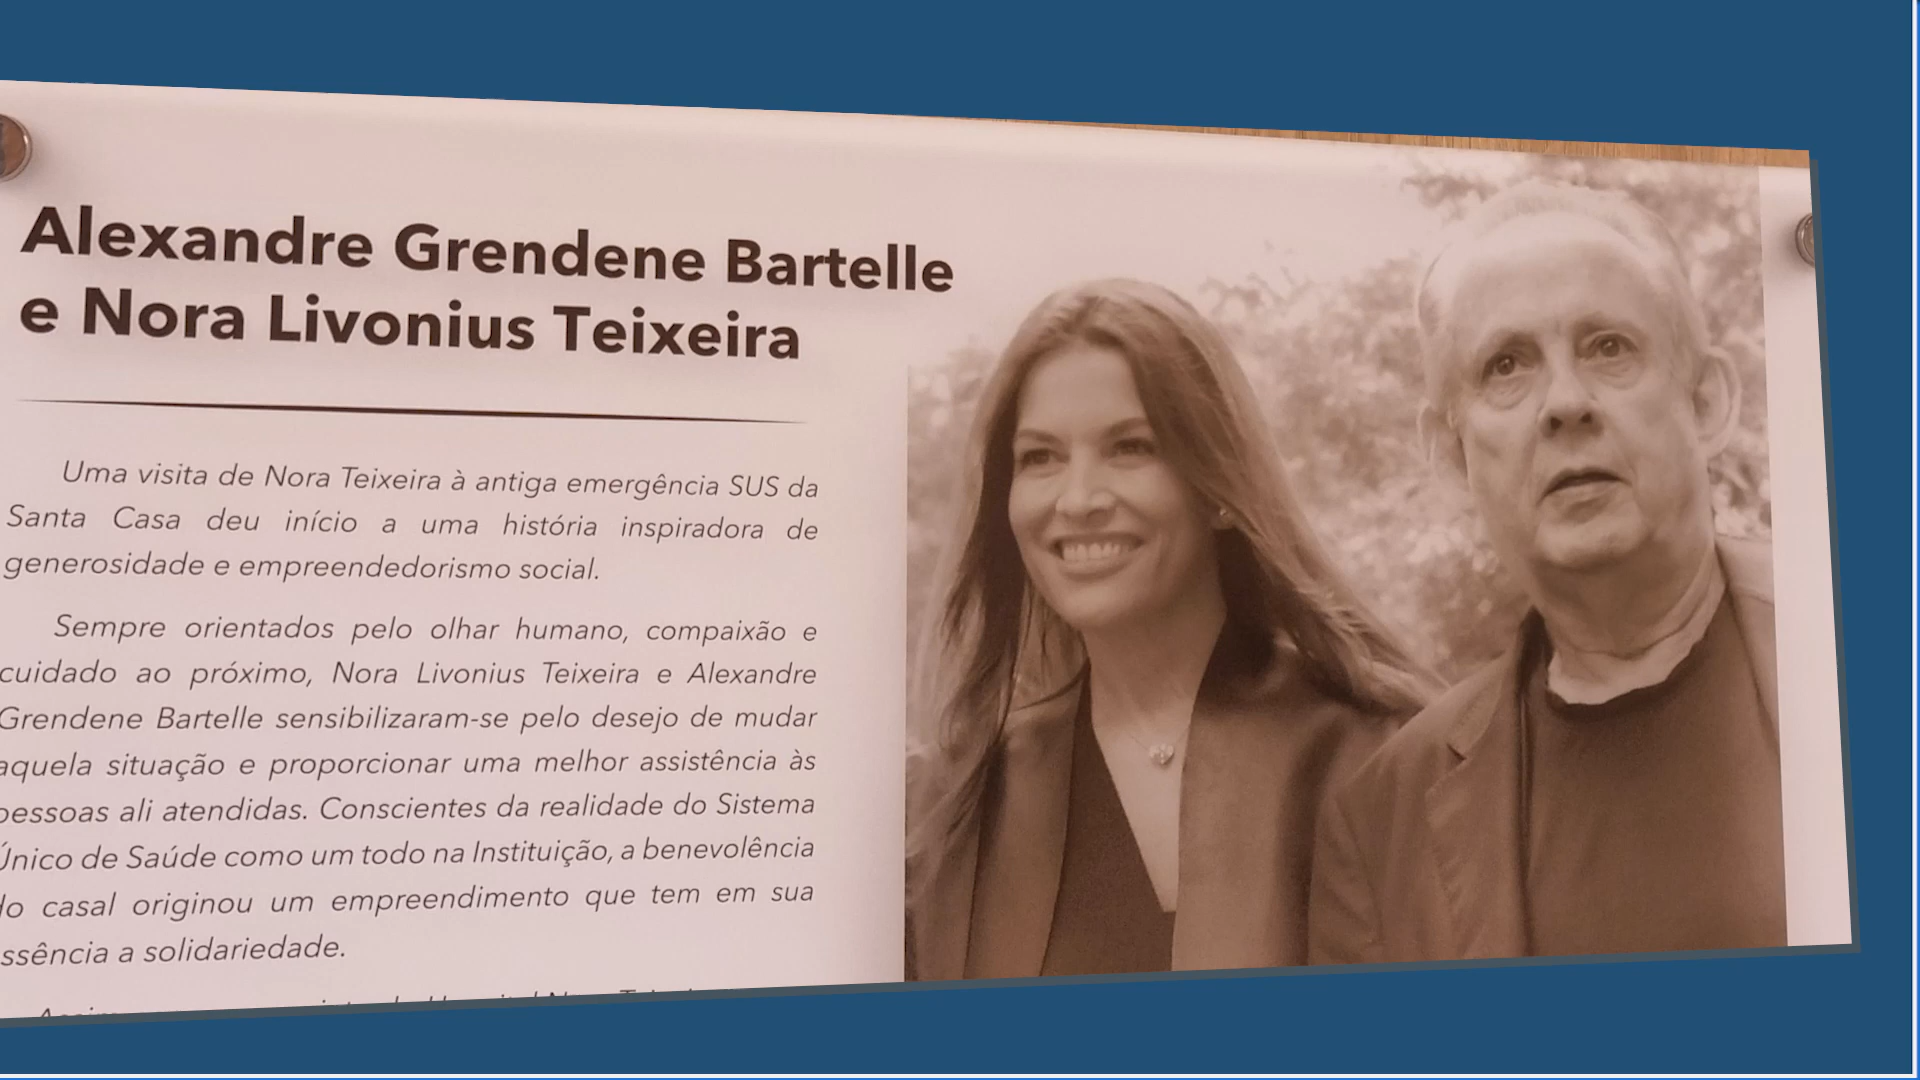 Alexandre Grendene Bartelle
e Nora Livonius Teixeira
Uma visita de Nora Teixeira à antiga emergência SUS da
Santa Casa deu início a uma história inspiradora de
generosidade e empreendedorismo social.
Sempre orientados pelo olhar humano, compaixão e
cuidado ao próximo, Nora Livonius Teixeira e Alexandre
Grendene Bartelle sensibilizaram-se pelo desejo de mudar
aquela situação e proporcionar uma melhor assistência às
pessoas ali atendidas. Conscientes da realidade do Sistema
Único de Saúde como um todo na Instituição, a benevolência
do casal originou um empreendimento que tem em sua
ssência a solidariedade.